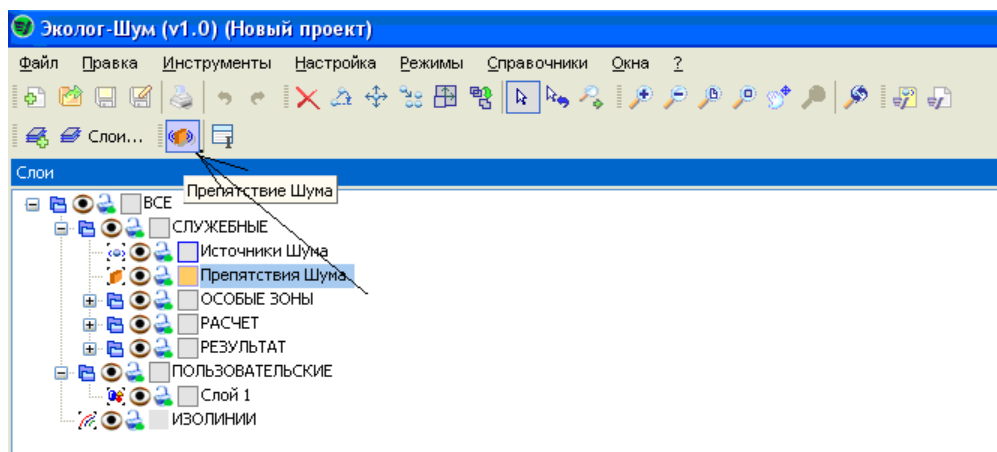 Эколог-Шум (v1.0) (Новый проект)
Файл Правка Инструменты Настройка Режимы Справочники Окна ?
Слои...
Слои
Препятствие Шума
ВСЕ
СЛУЖЕБНЫЕ
Источники Шума
Препятствия Шума
ОСОБЫЕ ЗОНЫ
РАСЧЕТ
РЕЗУЛЬТАТ
ПОЛЬЗОВАТЕЛЬСКИЕ
Слой 1
ИЗОЛИНИИ